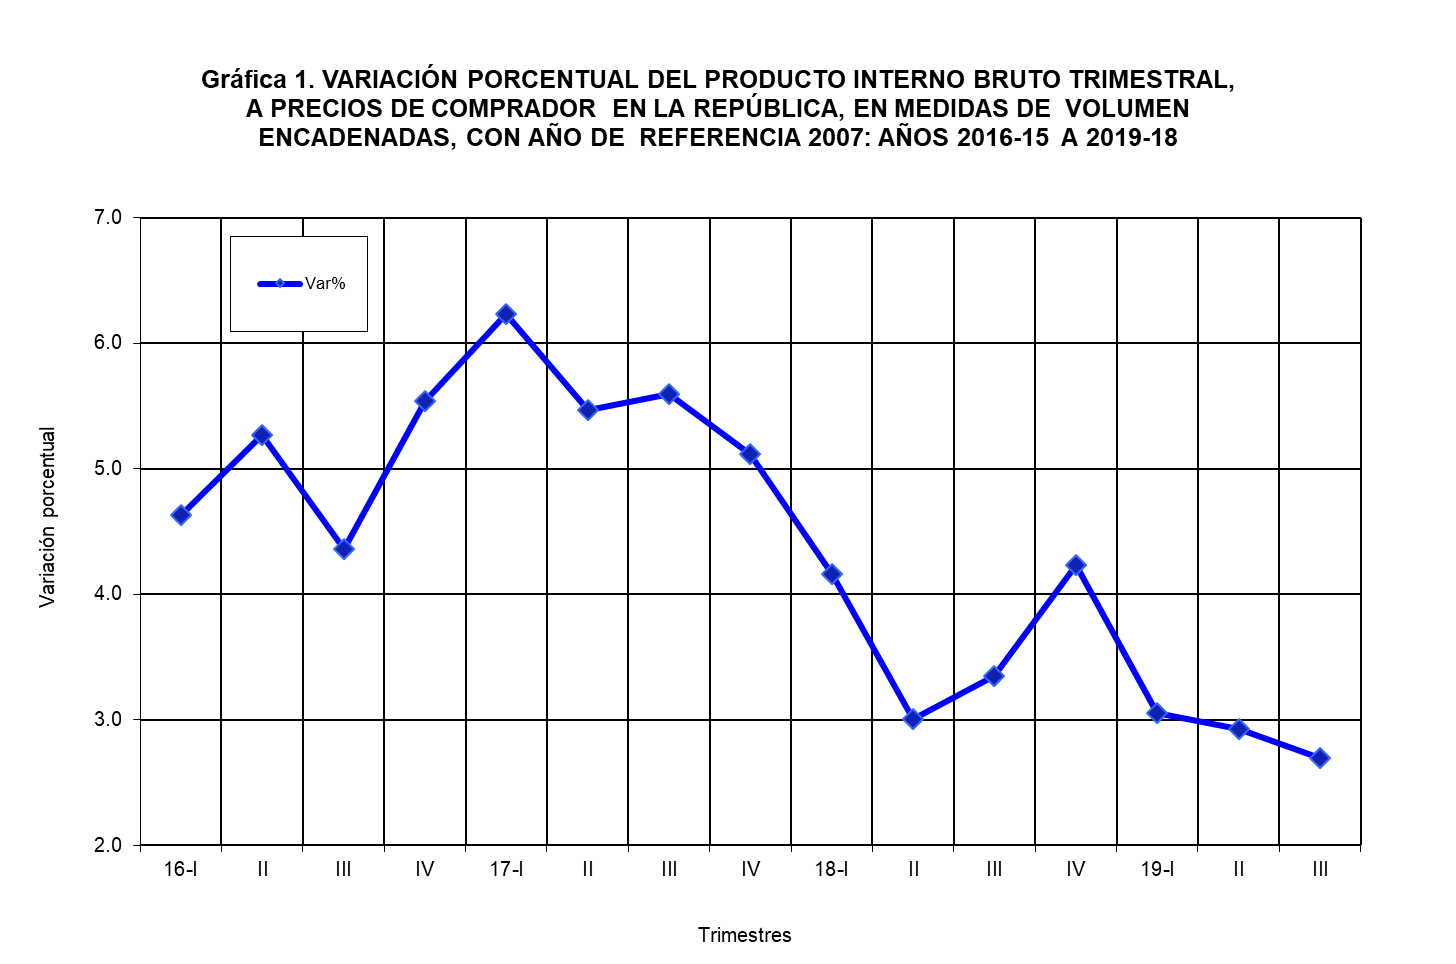 Gráfica 1. VARIACIÓN PORCENTUAL DEL PRODUCTO INTERNO BRUTO TRIMESTRAL,
A PRECIOS DE COMPRADOR  EN LA REPÚBLICA, EN MEDIDAS DE  VOLUMEN
ENCADENADAS, CON AÑO DE  REFERENCIA 2007: AÑOS 2016-15  A 2019-18
7.0
Var%
6.0
5.0
4.0
3.0
2.0
Variación porcentual
16-I II III IV 17-I II III IV 18-I II III IV 19-I II III
Trimestres